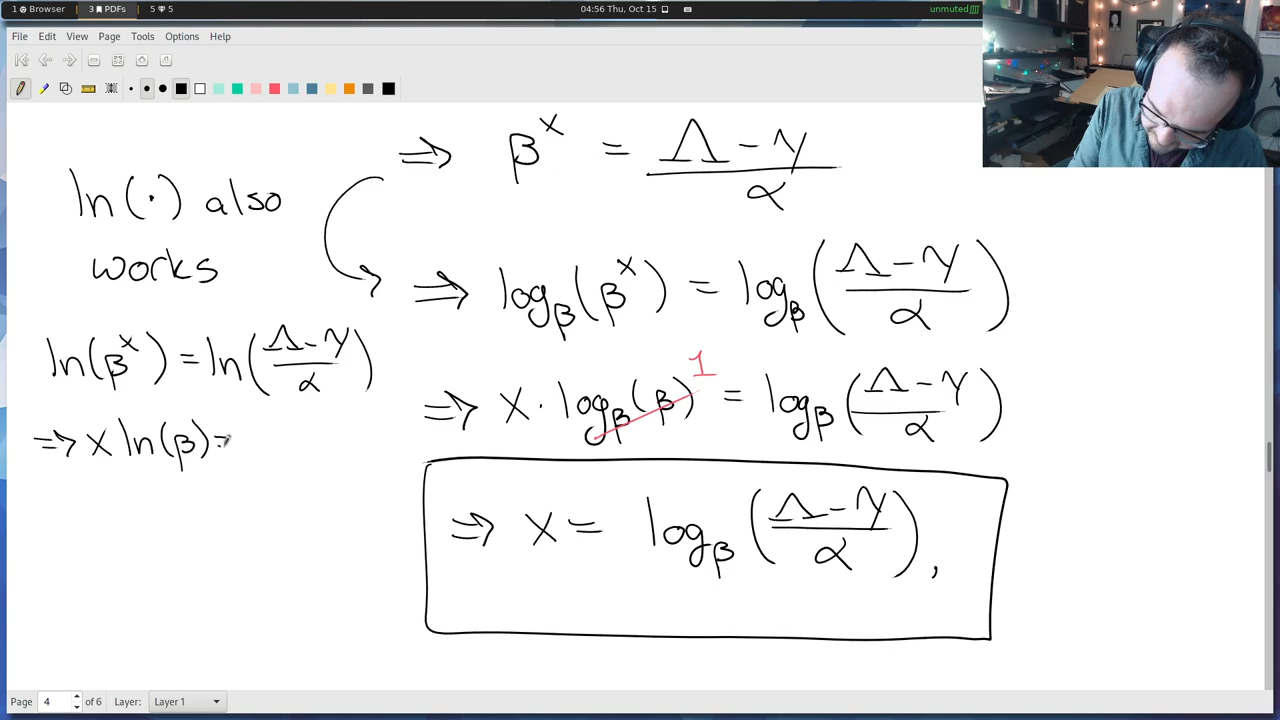 1 Browser 3 PDFs 5 5 04:56 Thu, Oct 15 unmuted
File Edit View Page Tools Options Help
⇒ β^x = (Λ - γ)/α
ln(·) also
works
⇒ log_β(β^x) = log_β((Λ - γ)/α)
ln(β^x) = ln((Λ - γ)/α)
⇒ x · log_β(β) 1 = log_β((Λ - γ)/α)
⇒ x ln(β) =
⇒ x = log_β((Λ - γ)/α),
Page 4 of 6 Layer: Layer 1